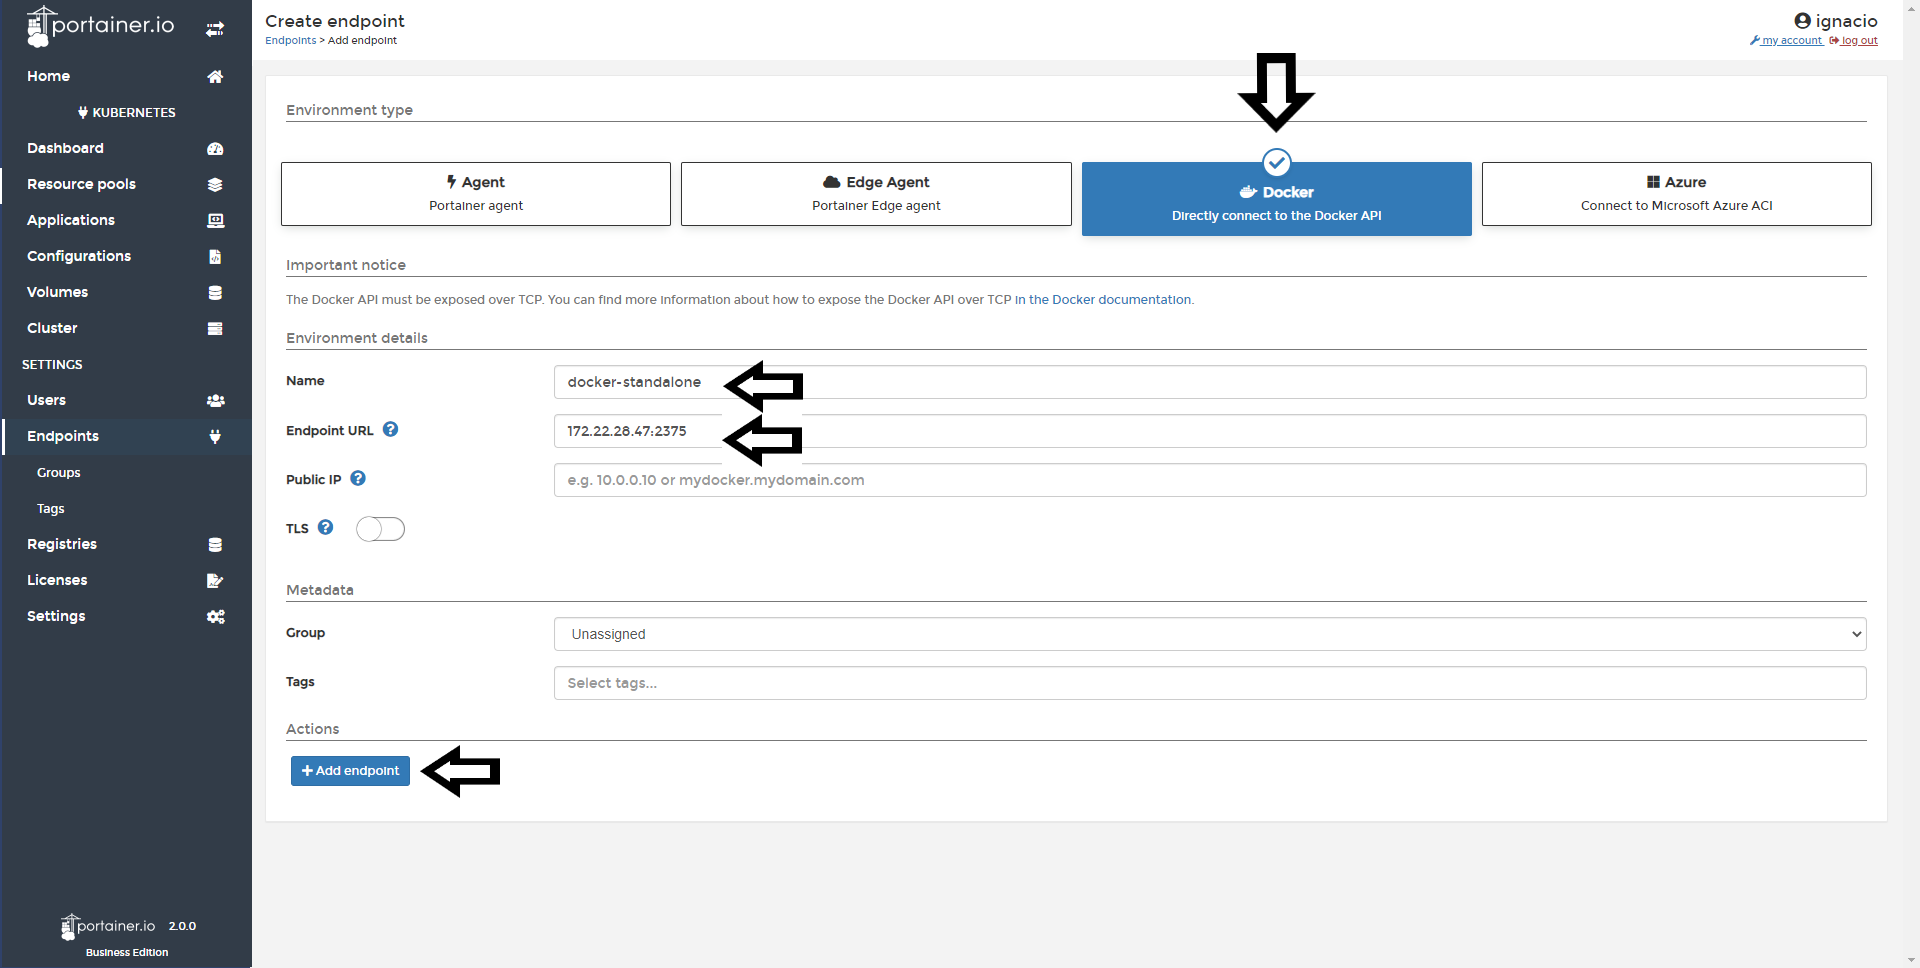 portainer.io
Home
KUBERNETES
Dashboard
Resource pools
Applications
Configurations
Volumes
Cluster
SETTINGS
Users
Endpoints
Groups
Tags
Registries
Licenses
Settings
portainer.io 2.0.0
Business Edition
Create endpoint
Endpoints > Add endpoint
ignacio
my account log out
Environment type
Agent
Portainer agent
Edge Agent
Portainer Edge agent
Docker
Directly connect to the Docker API
Azure
Connect to Microsoft Azure ACI
Important notice
The Docker API must be exposed over TCP. You can find more information about how to expose the Docker API over TCP in the Docker documentation.
Environment details
Name docker-standalone
Endpoint URL 172.22.28.47:2375
Public IP e.g. 10.0.0.10 or mydocker.mydomain.com
TLS
Metadata
Group Unassigned
Tags Select tags...
Actions
+ Add endpoint